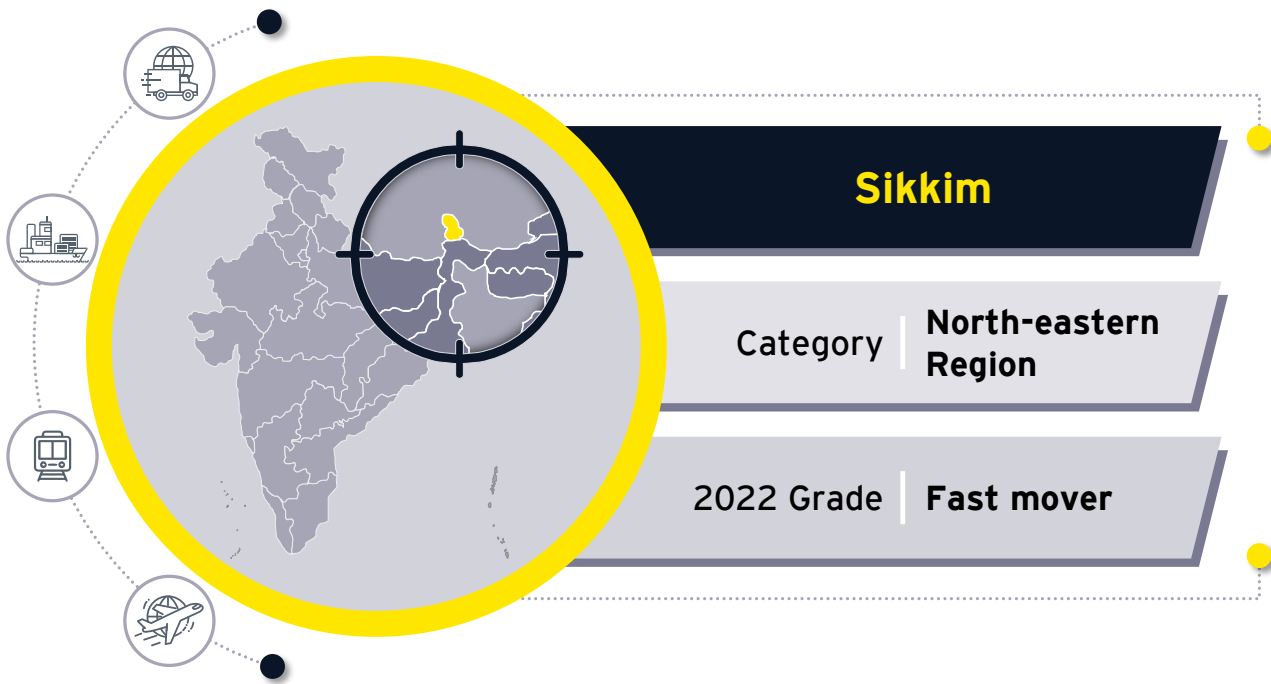 Sikkim
Category
North-eastern
Region
2022 Grade
Fast mover